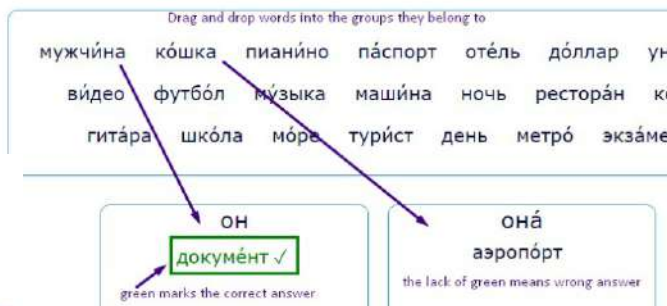 Drag and drop words into the groups they belong to
мужчи́на ко́шка пиани́но па́спорт оте́ль до́ллар
ви́део футбо́л му́зыка маши́на ночь рестора́н
гита́ра шко́ла мо́ре тури́ст день метро́
он
докуме́нт ✓
green marks the correct answer
она́
аэропо́рт
the lack of green means wrong answer